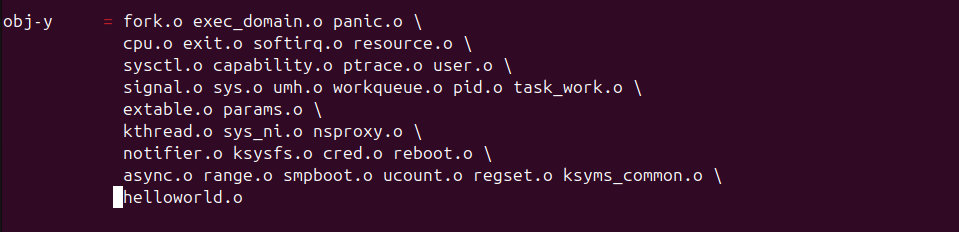 obj-y     = fork.o exec_domain.o panic.o \
cpu.o exit.o softirq.o resource.o \
sysctl.o capability.o ptrace.o user.o \
signal.o sys.o umh.o workqueue.o pid.o task_work.o \
extable.o params.o \
kthread.o sys_ni.o nsproxy.o \
notifier.o ksysfs.o cred.o reboot.o \
async.o range.o smpboot.o ucount.o regset.o ksyms_common.o \
helloworld.o